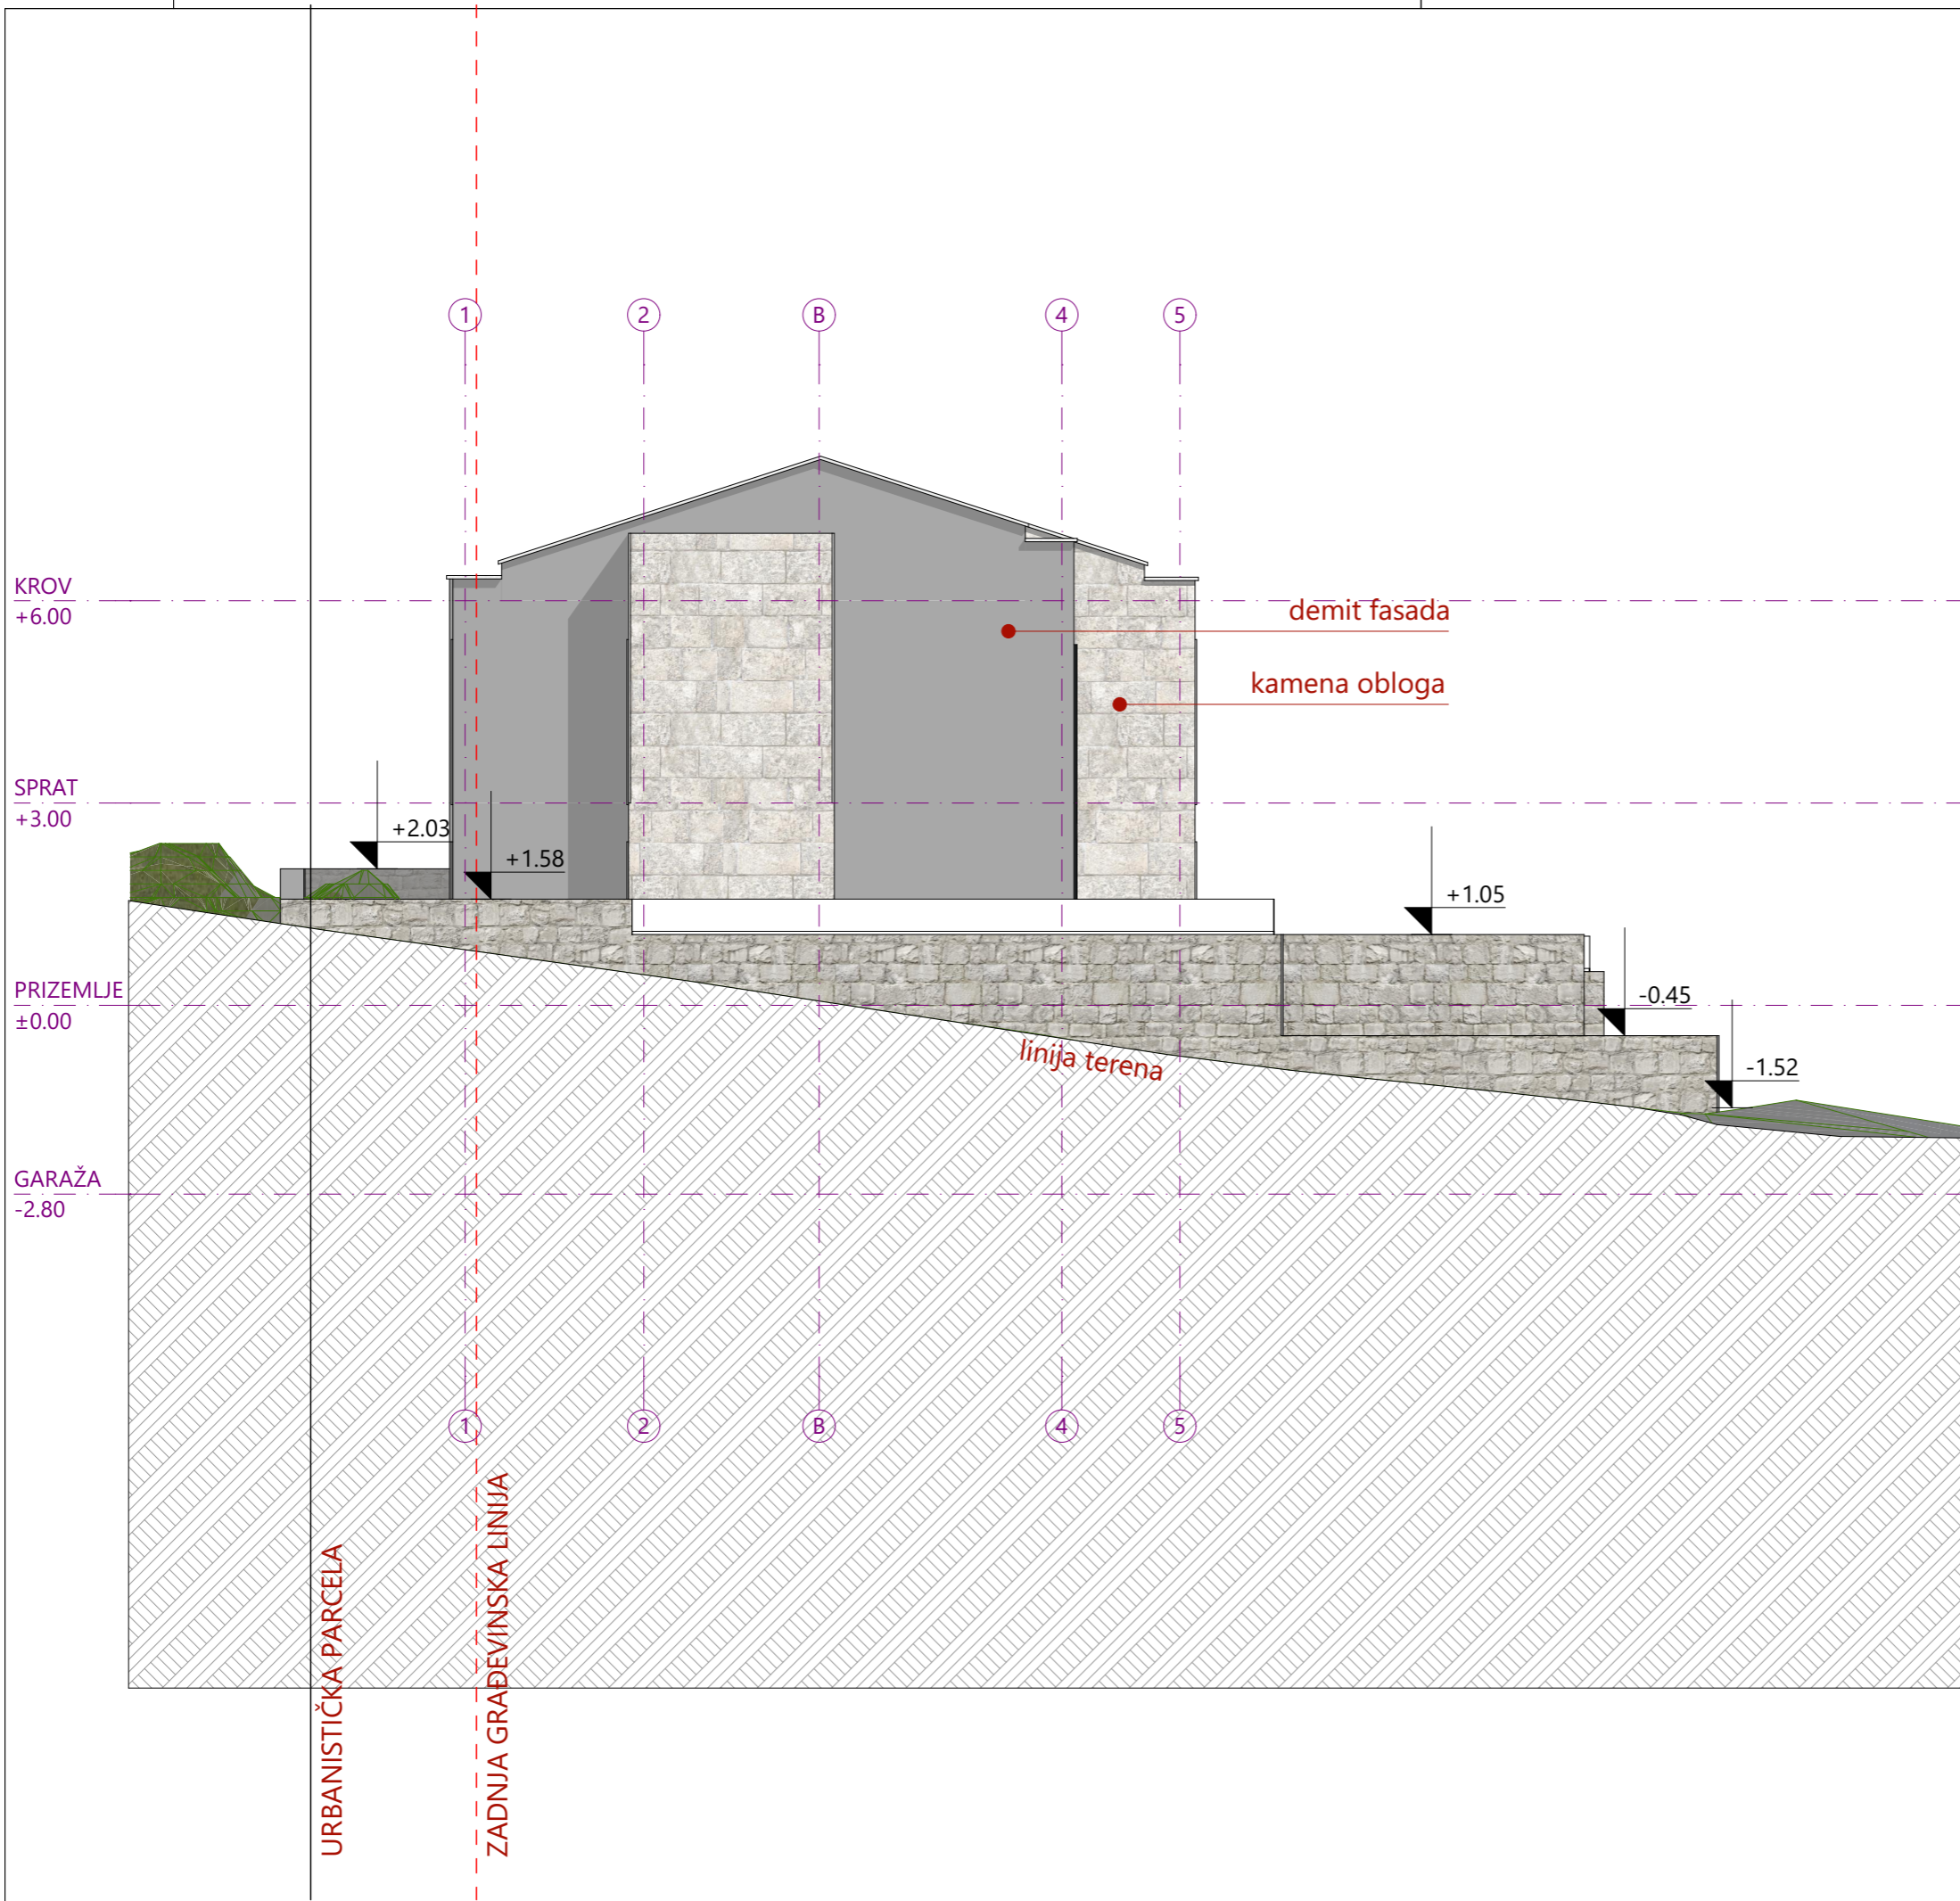 1 2 B 4 5
KROV
+6.00
demit fasada
kamena obloga
SPRAT
+3.00
+2.03
+1.58
+1.05
PRIZEMLJE
±0.00
-0.45
linija terena
-1.52
GARAŽA
-2.80
1 2 B 4 5
URBANISTIČKA PARCELA
ZADNJA GRAĐEVINSKA LINIJA